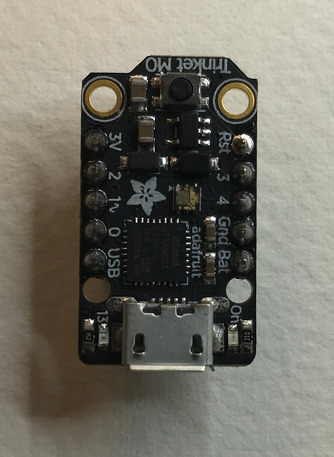 Trinket M0
3V
2
1~
0
USB
Rst
3
4
Gnd
Bat
adafruit
13
On